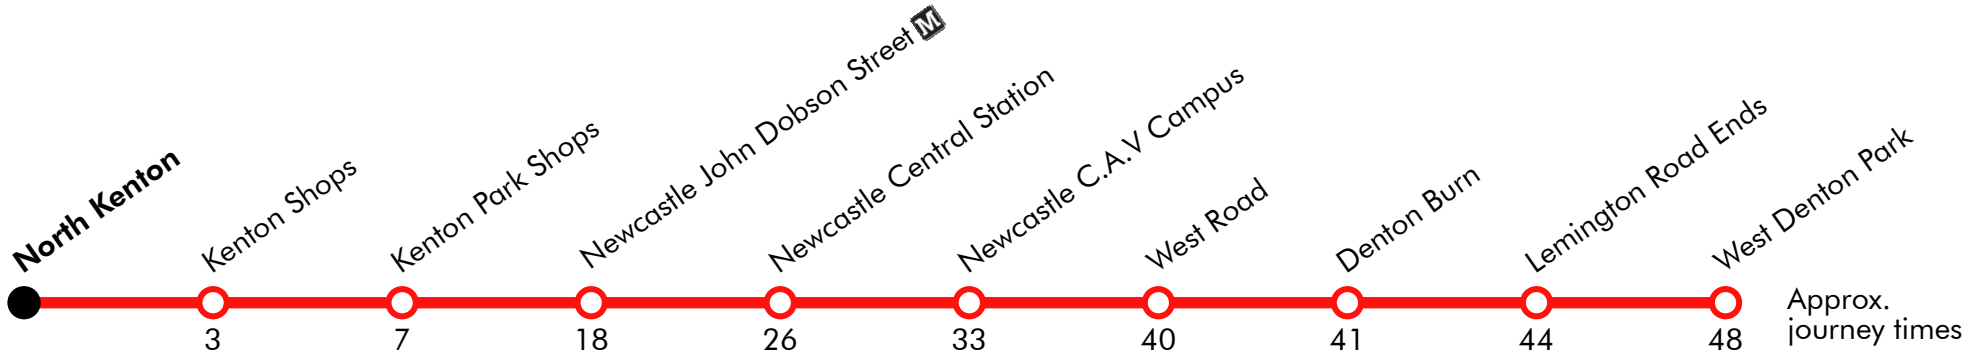 North Kenton
Kenton Shops
Kenton Park Shops
Newcastle John Dobson Street M
Newcastle Central Station
Newcastle C.A.V Campus
West Road
Denton Burn
Lemington Road Ends
West Denton Park
3
7
18
26
33
40
41
44
48
Approx.
journey times